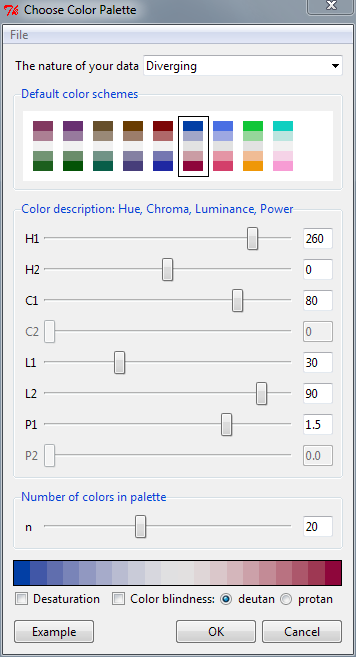 Choose Color Palette
File
The nature of your data Diverging
Default color schemes
Color description: Hue, Chroma, Luminance, Power
H1 260
H2 0
C1 80
C2 0
L1 30
L2 90
P1 1.5
P2 0.0
Number of colors in palette
n 20
Desaturation Color blindness: deutan protan
Example OK Cancel